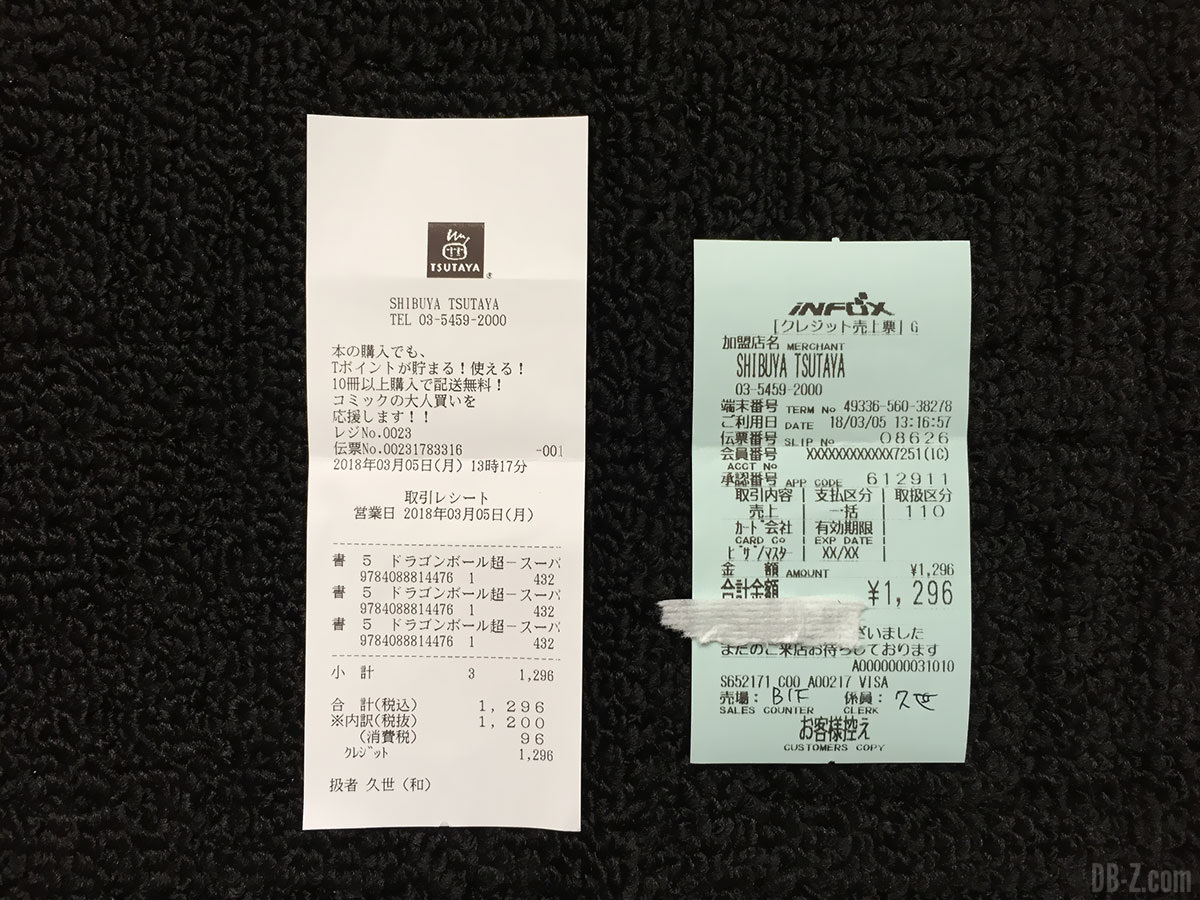 TSUTAYA
SHIBUYA TSUTAYA
TEL 03-5459-2000
本の購入でも、
Tポイントが貯まる！使える！
10冊以上購入で配送無料！
コミックの大人買いを
応援します！！
レジNo.0023
伝票No.00231783316 -001
2018年03月05日(月) 13時17分
取引レシート
営業日 2018年03月05日(月)
書 5 ドラゴンボール超－スーパ
9784088814476 1 432
書 5 ドラゴンボール超－スーパ
9784088814476 1 432
書 5 ドラゴンボール超－スーパ
9784088814476 1 432
小 計 3 1,296
合 計(税込) 1,296
※内訳(税抜) 1,200
(消費税) 96
ｸﾚｼﾞｯﾄ 1,296
扱者 久世（和）
INFOX
[クレジット売上票] G
加盟店名 MERCHANT
SHIBUYA TSUTAYA
03-5459-2000
端末番号 TERM No 49336-560-38278
ご利用日 DATE 18/03/05 13:16:57
伝票番号 SLIP No 08626
会員番号 XXXXXXXXXXXX7251(IC)
ACCT No
承認番号 APP CODE 612911
取引内容 | 支払区分 | 取扱区分
売上 | 一括 | 110
ｶｰﾄﾞ会社 | 有効期限 |
CARD Co | EXP DATE |
ﾋﾞｻﾞ/ﾏｽﾀｰ | XX/XX |
金 額 AMOUNT ¥1,296
合計金額 ¥1,296
ざいました
またのご来店お待ちしております
A0000000031010
S652171 C00 A00217 VISA
売場： B1F 係員： 久世
SALES COUNTER CLERK
お客様控え
CUSTOMERS COPY
DB-Z.com